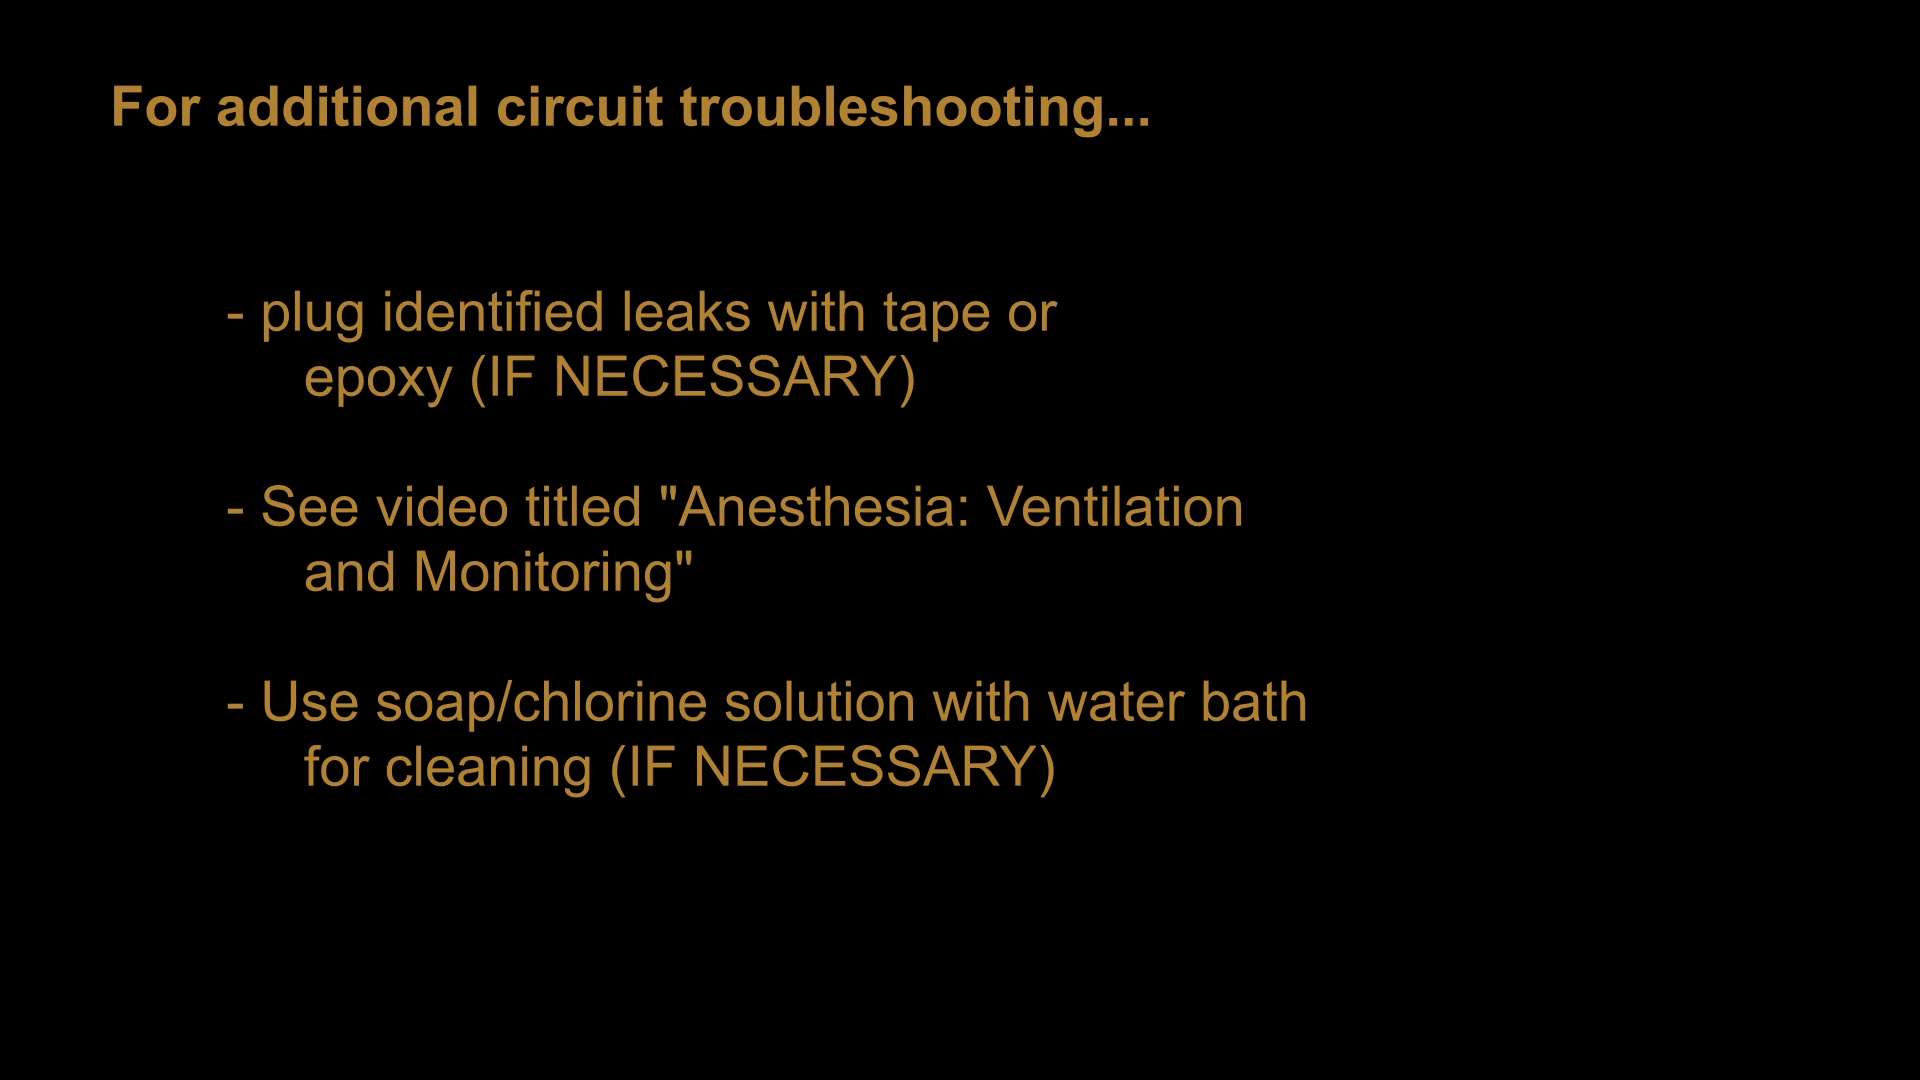 For additional circuit troubleshooting...
- plug identified leaks with tape or
epoxy (IF NECESSARY)
- See video titled "Anesthesia: Ventilation
and Monitoring"
- Use soap/chlorine solution with water bath
for cleaning (IF NECESSARY)